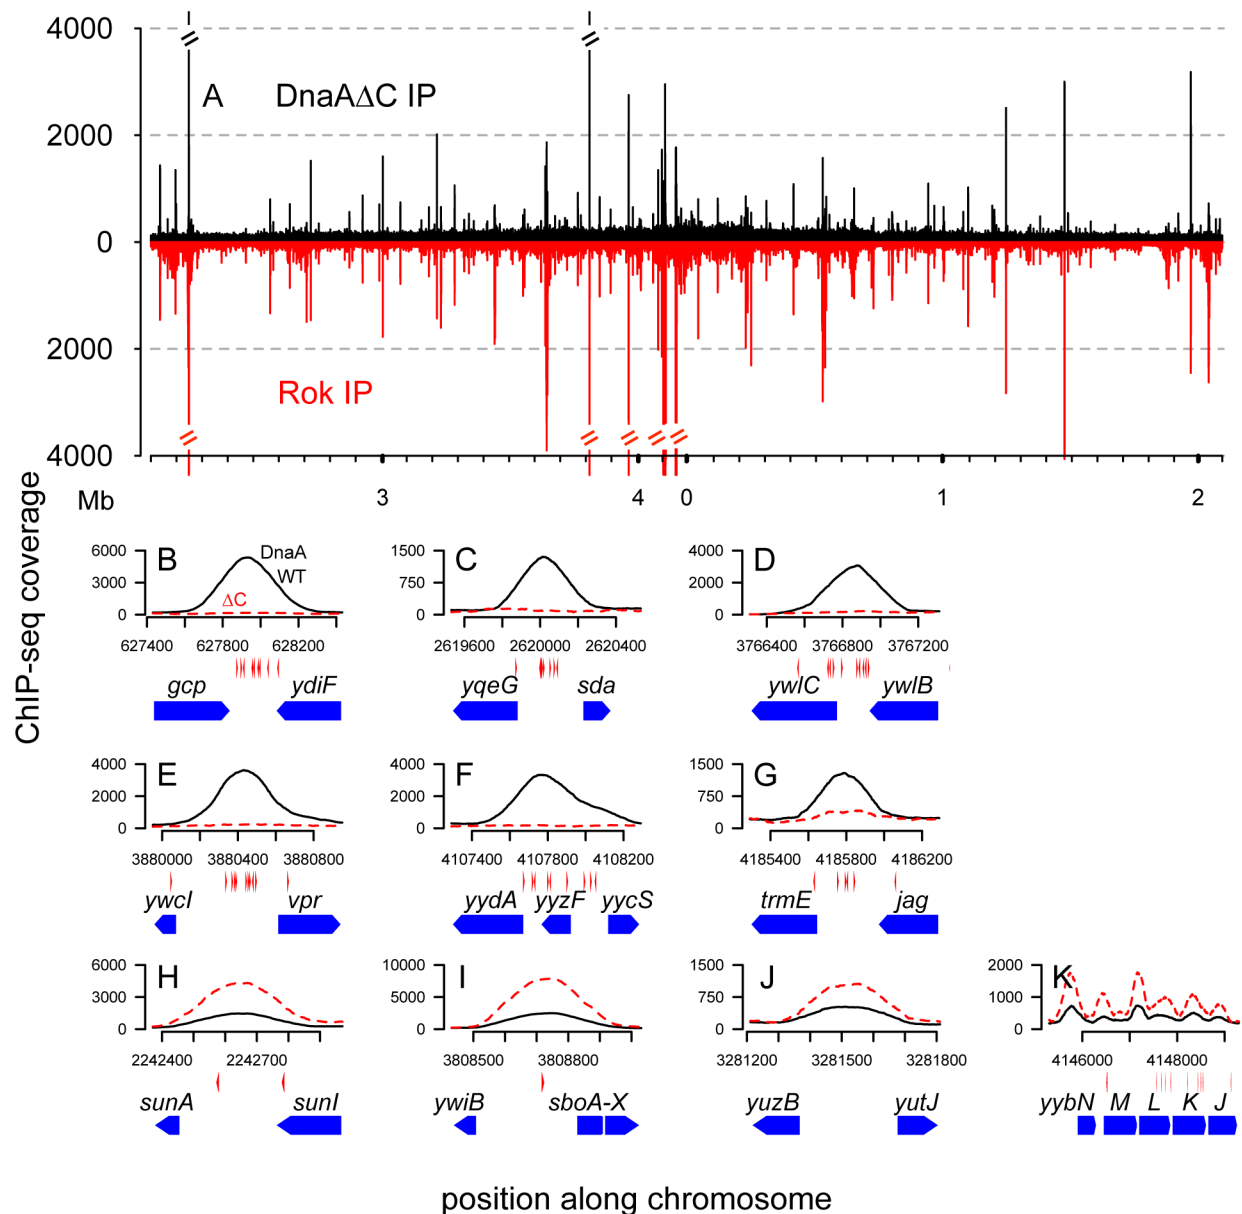 4000
A DnaAΔC IP
2000
0
2000
Rok IP
4000
Mb 3 4 0 1 2
ChIP-seq coverage
B DnaA WT ΔC
6000
3000
0
627400 627800 628200
gcp ydiF
C
1500
750
0
2619600 2620000 2620400
yqeG sda
D
4000
2000
0
3766400 3766800 3767200
ywlC ywlB
E
4000
2000
0
3880000 3880400 3880800
ywcI vpr
F
4000
2000
0
4107400 4107800 4108200
yydA yyzF yycS
G
1500
750
0
4185400 4185800 4186200
trmE jag
H
6000
3000
0
2242400 2242700
sunA sunI
I
10000
5000
0
3808500 3808800
ywiB sboA-X
J
1500
750
0
3281200 3281500 3281800
yuzB yutJ
K
2000
1000
0
4146000 4148000
yybN M L K J
position along chromosome